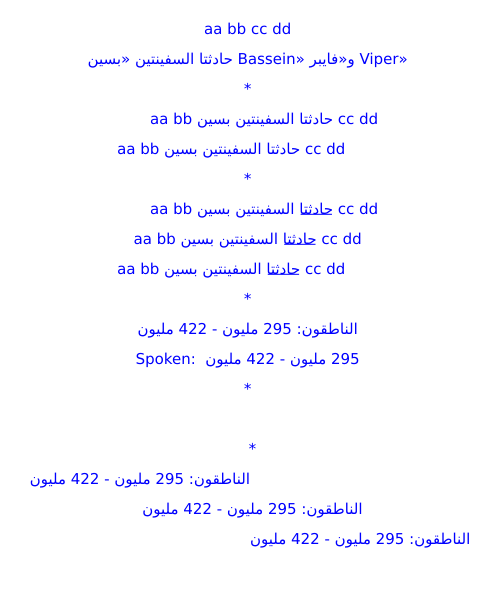 aa bb cc dd
حادثتا السفينتين «بسين Bassein» و«فايبر Viper»
*
aa bb حادثتا السفينتين بسين cc dd
aa bb حادثتا السفينتين بسين cc dd
*
aa bb حادثتا السفينتين بسين cc dd
aa bb حادثتا السفينتين بسين cc dd
aa bb حادثتا السفينتين بسين cc dd
*
الناطقون: 295 مليون - 422 مليون
Spoken: 295 مليون - 422 مليون
*
*
الناطقون: 295 مليون - 422 مليون
الناطقون: 295 مليون - 422 مليون
الناطقون: 295 مليون - 422 مليون